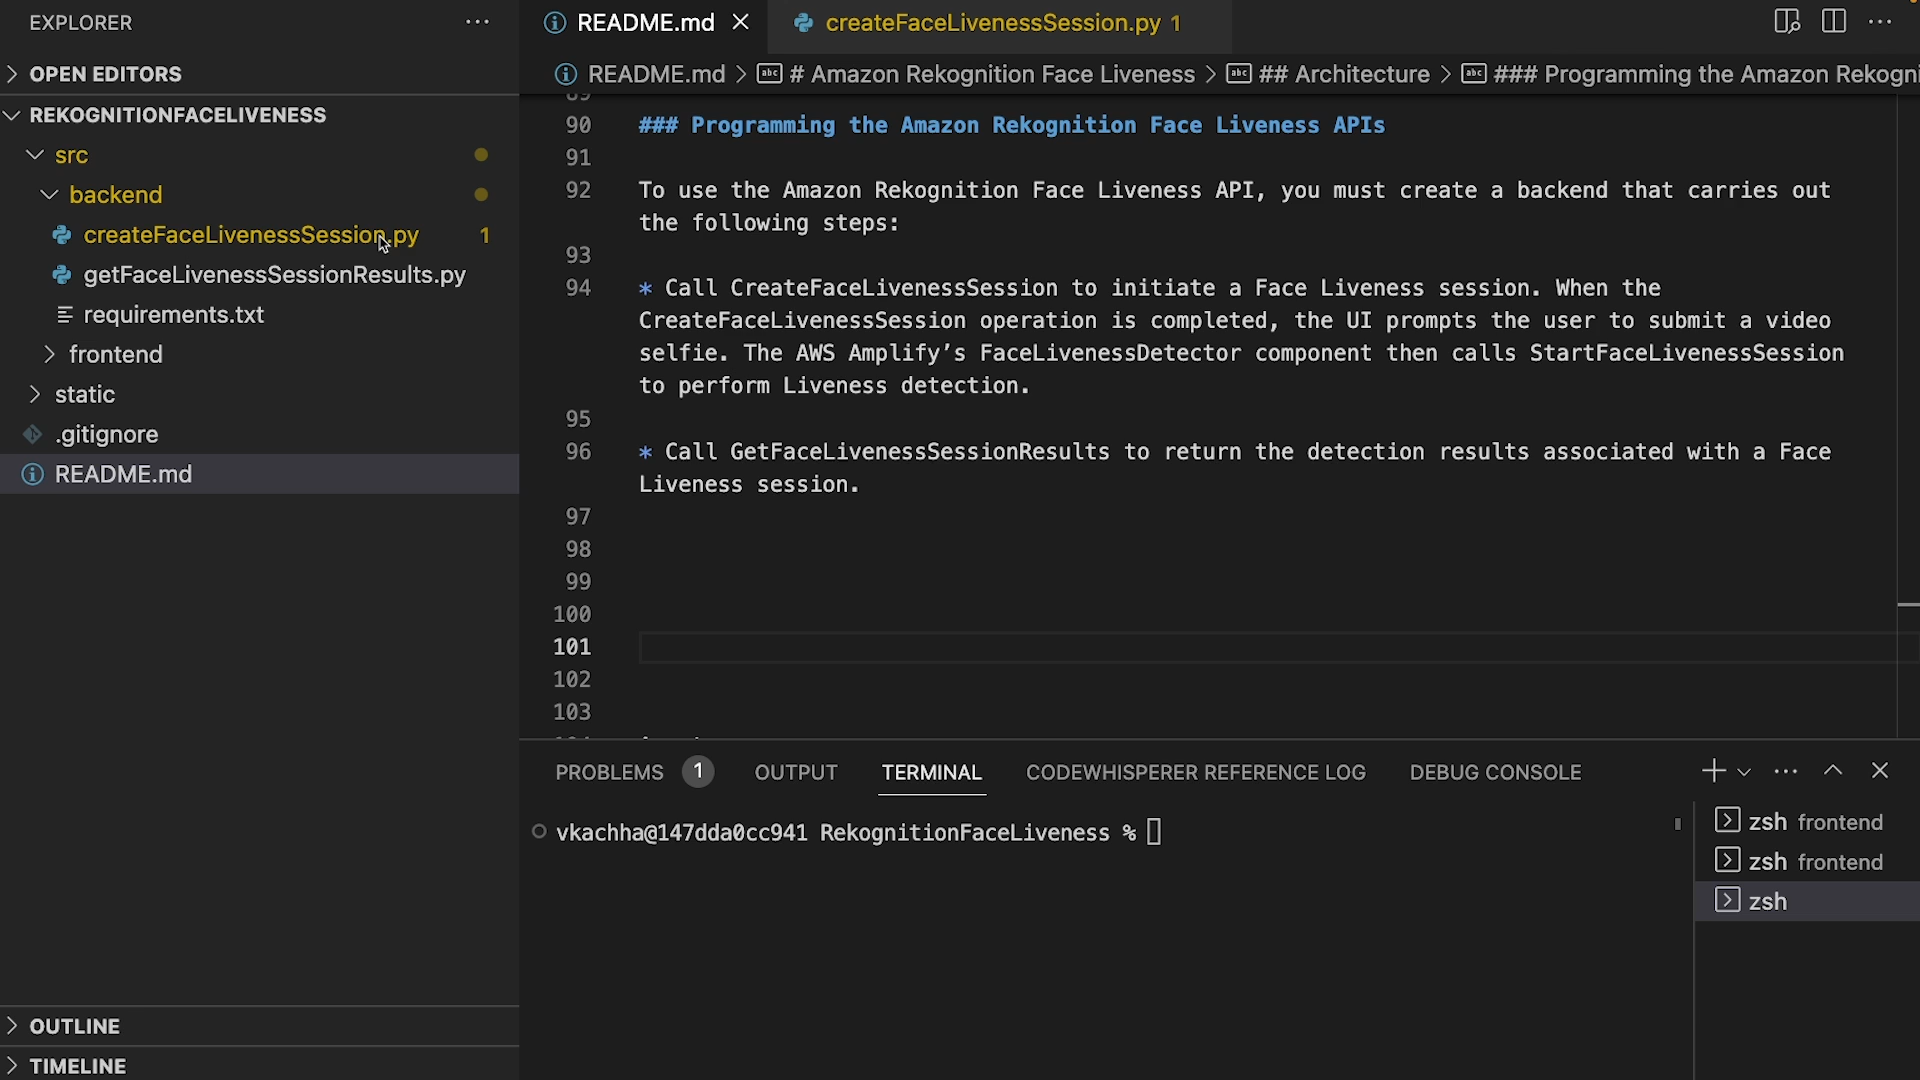 EXPLORER
OPEN EDITORS
REKOGNITIONFACELIVENESS
src
backend
createFaceLivenessSession.py 1
getFaceLivenessSessionResults.py
requirements.txt
frontend
static
.gitignore
README.md
OUTLINE
TIMELINE
README.md
createFaceLivenessSession.py 1
README.md > # Amazon Rekognition Face Liveness > ## Architecture > ### Programming the Amazon Rekogni
89
90 ### Programming the Amazon Rekognition Face Liveness APIs
91
92 To use the Amazon Rekognition Face Liveness API, you must create a backend that carries out
the following steps:
93
94 * Call CreateFaceLivenessSession to initiate a Face Liveness session. When the
CreateFaceLivenessSession operation is completed, the UI prompts the user to submit a video
selfie. The AWS Amplify’s FaceLivenessDetector component then calls StartFaceLivenessSession
to perform Liveness detection.
95
96 * Call GetFaceLivenessSessionResults to return the detection results associated with a Face
Liveness session.
97
98
99
100
101
102
103
PROBLEMS 1 OUTPUT TERMINAL CODEWHISPERER REFERENCE LOG DEBUG CONSOLE
vkachha@147dda0cc941 RekognitionFaceLiveness %
zsh frontend
zsh frontend
zsh